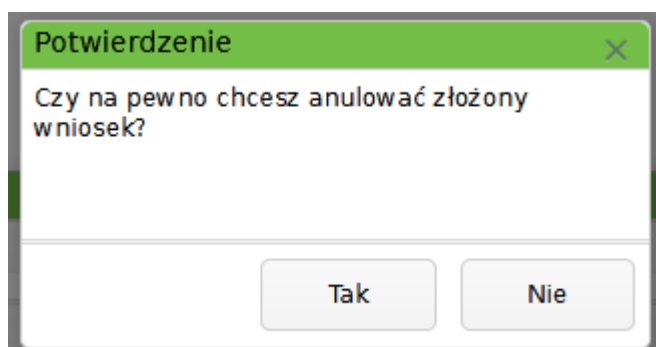 Potwierdzenie
Czy na pewno chcesz anulować złożony
wniosek?
Tak
Nie